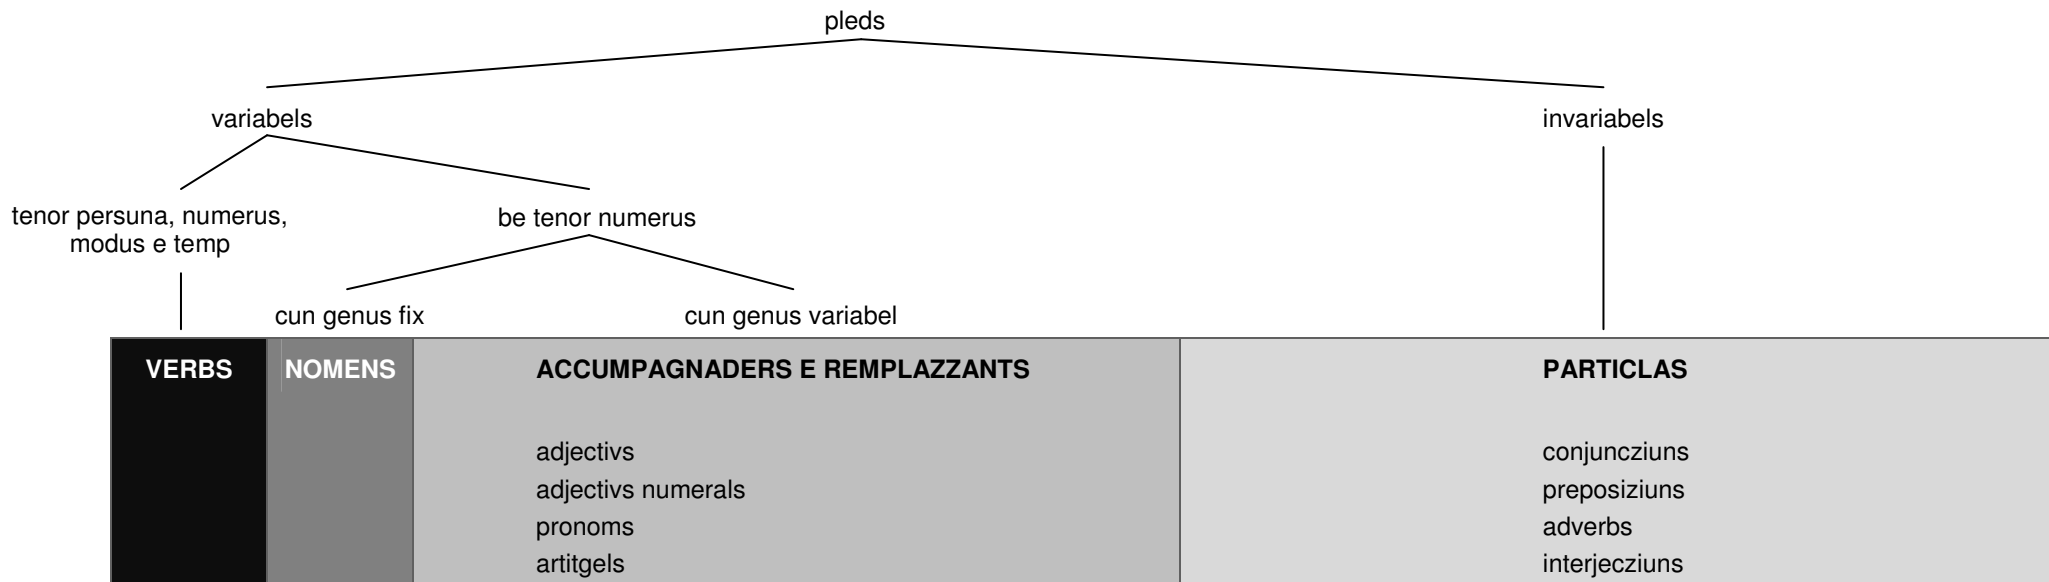 pleds
variabels
invariabels
tenor persuna, numerus,
modus e temp
be tenor numerus
cun genus fix
cun genus variabel
VERBS
NOMENS
ACCUMPAGNADERS E REMPLAZZANTS
PARTICLAS
adjectivs
conjuncziuns
adjectivs numerals
preposiziuns
pronoms
adverbs
artitgels
interjecziuns